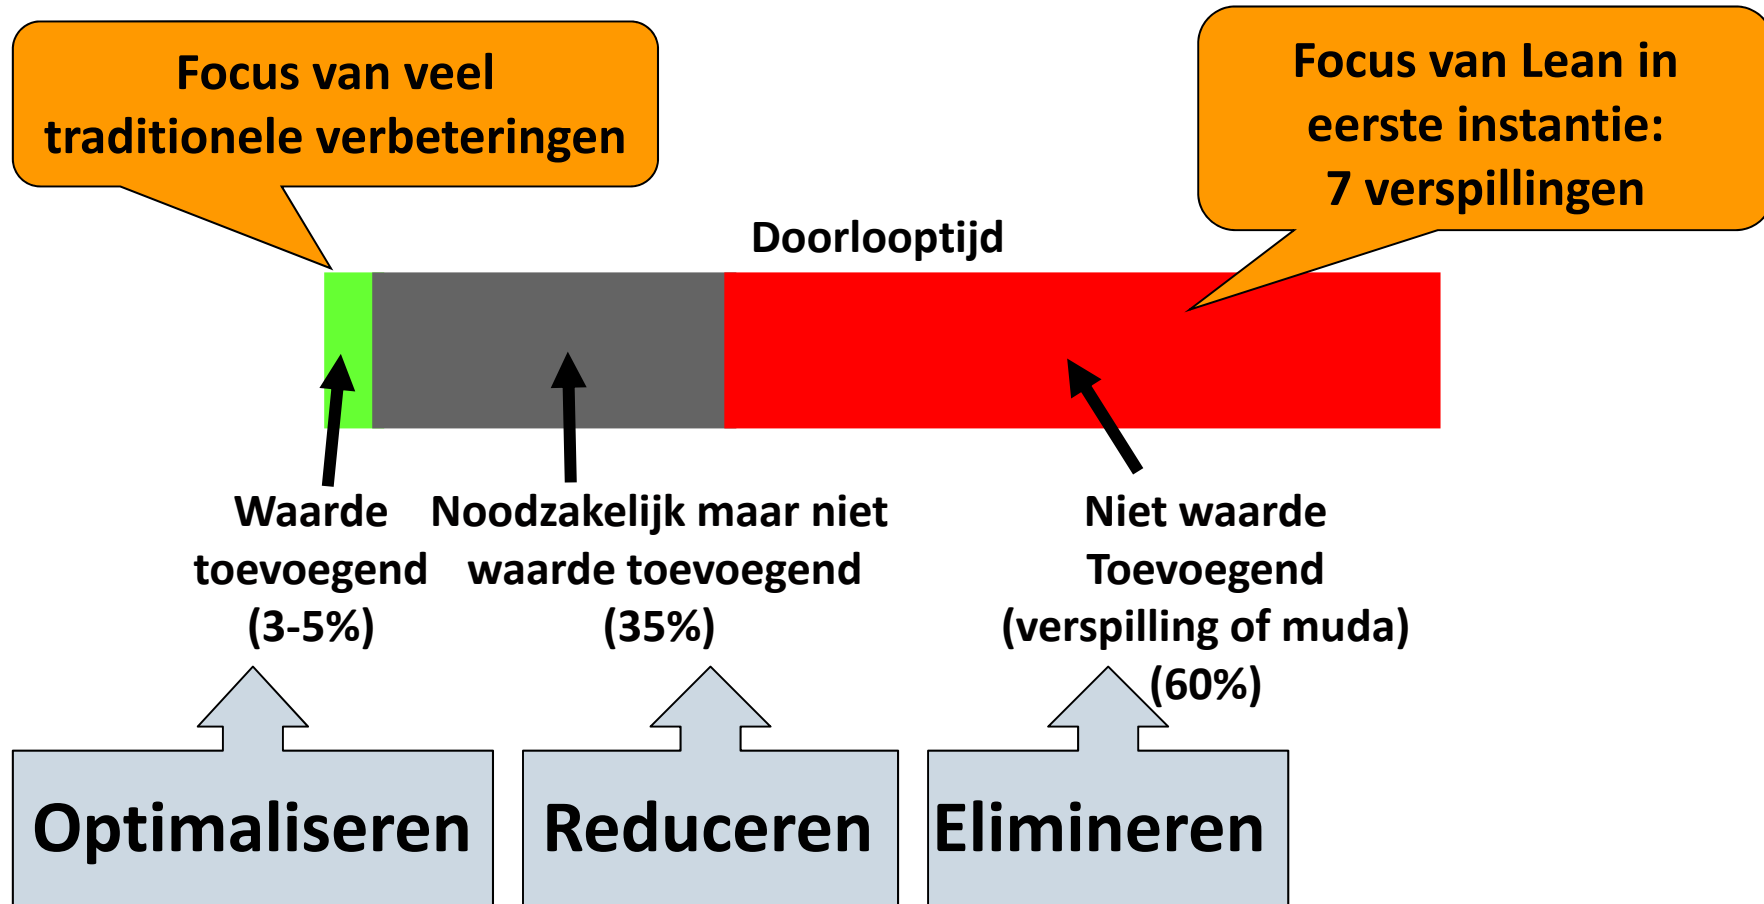 Focus van veel
traditionele verbeteringen
Focus van Lean in
eerste instantie:
7 verspillingen
Doorlooptijd
Waarde
toevoegend
(3-5%)
Noodzakelijk maar niet
waarde toevoegend
(35%)
Niet waarde
Toevoegend
(verspilling of muda)
(60%)
Optimaliseren
Reduceren
Elimineren